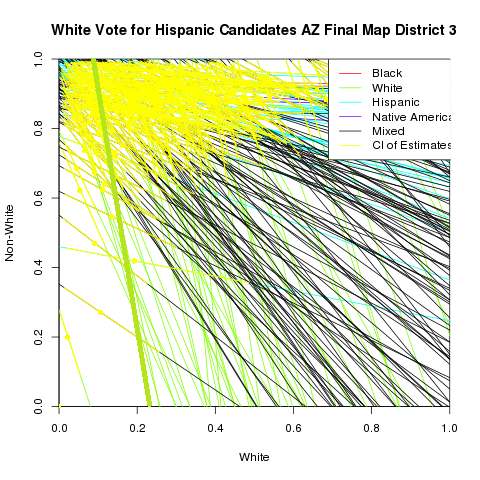 White Vote for Hispanic Candidates AZ Final Map District 3
1.0
0.8
0.6
0.4
0.2
0.0
Non-White
Black
White
Hispanic
Native America
Mixed
CI of Estimates
0.0 0.2 0.4 0.6 0.8 1.0
White